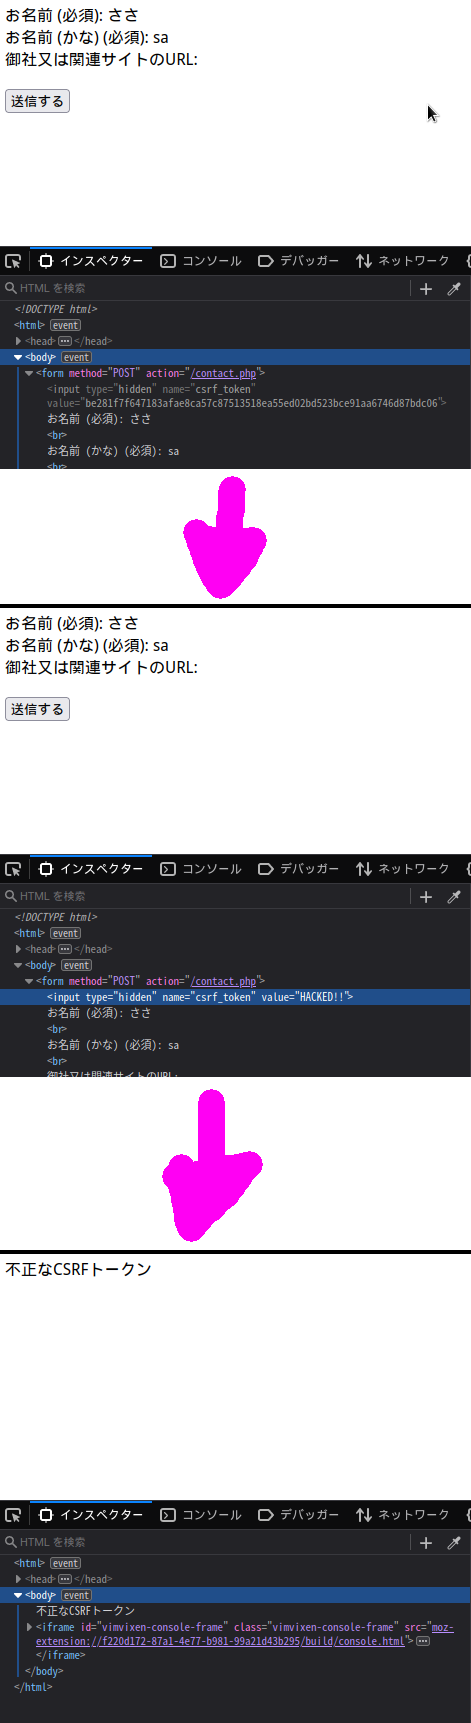 お名前 (必須): ささ
お名前 (かな) (必須): sa
御社又は関連サイトのURL:
送信する
インスペクター コンソール デバッガー ネットワーク
HTML を検索
<!DOCTYPE html>
<html> event
<head> ••• </head>
<body> event
<form method="POST" action="/contact.php">
<input type="hidden" name="csrf_token"
value="be281f7f647183afae8ca57c87513518ea55ed02bd523bce91aa6746d87bdc06">
お名前 (必須): ささ
<br>
お名前 (かな) (必須): sa
<br>
お名前 (必須): ささ
お名前 (かな) (必須): sa
御社又は関連サイトのURL:
送信する
インスペクター コンソール デバッガー ネットワーク
HTML を検索
<!DOCTYPE html>
<html> event
<head> ••• </head>
<body> event
<form method="POST" action="/contact.php">
<input type="hidden" name="csrf_token" value="HACKED!!">
お名前 (必須): ささ
<br>
お名前 (かな) (必須): sa
<br>
御社又は関連サイトのURL:
不正なCSRFトークン
インスペクター コンソール デバッガー ネットワーク
HTML を検索
<html> event
<head> ••• </head>
<body> event
不正なCSRFトークン
<iframe id="vimvixen-console-frame" class="vimvixen-console-frame" src="moz-
extension://f220d172-87a1-4e77-b981-99a21d43b295/build/console.html"> •••
</iframe>
</body>
</html>